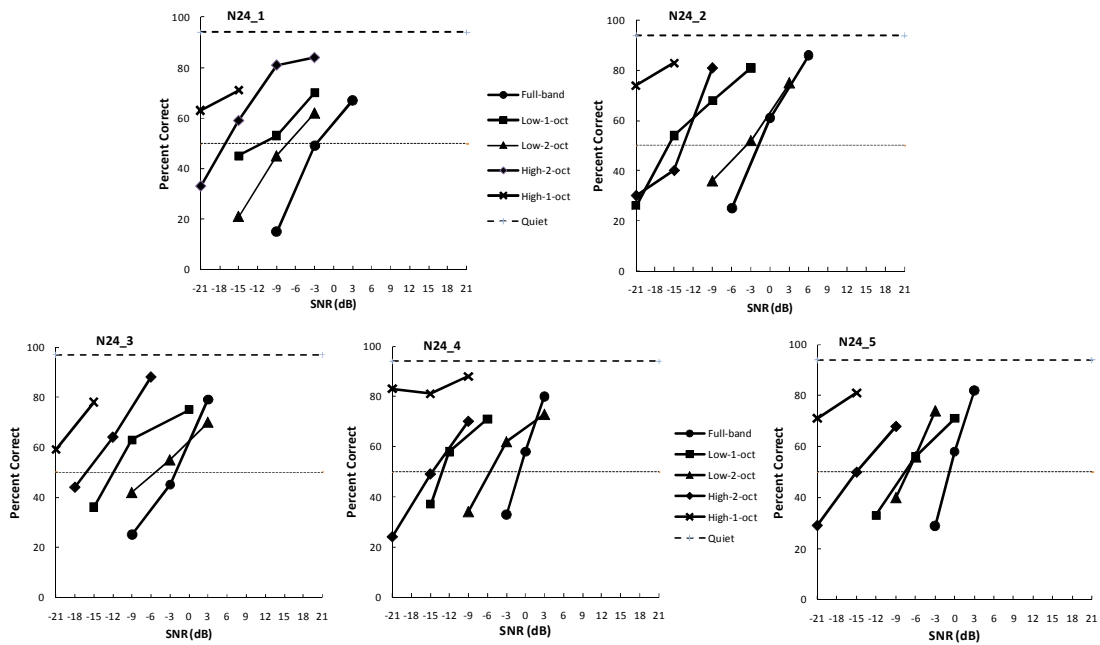 N24_1
100
80
60
40
20
0
Percent Correct
-21 -18 -15 -12 -9 -6 -3 0 3 6 9 12 15 18 21
SNR (dB)
Full-band
Low-1-oct
Low-2-oct
High-2-oct
High-1-oct
Quiet
N24_2
100
80
60
40
20
0
Percent Correct
-21 -18 -15 -12 -9 -6 -3 0 3 6 9 12 15 18 21
SNR (dB)
N24_3
100
80
60
40
20
0
Percent Correct
-21 -18 -15 -12 -9 -6 -3 0 3 6 9 12 15 18 21
SNR (dB)
N24_4
100
80
60
40
20
0
Percent Correct
-21 -18 -15 -12 -9 -6 -3 0 3 6 9 12 15 18 21
SNR (dB)
Full-band
Low-1-oct
Low-2-oct
High-2-oct
High-1-oct
Quiet
N24_5
100
80
60
40
20
0
Percent Correct
-21 -18 -15 -12 -9 -6 -3 0 3 6 9 12 15 18 21
SNR (dB)